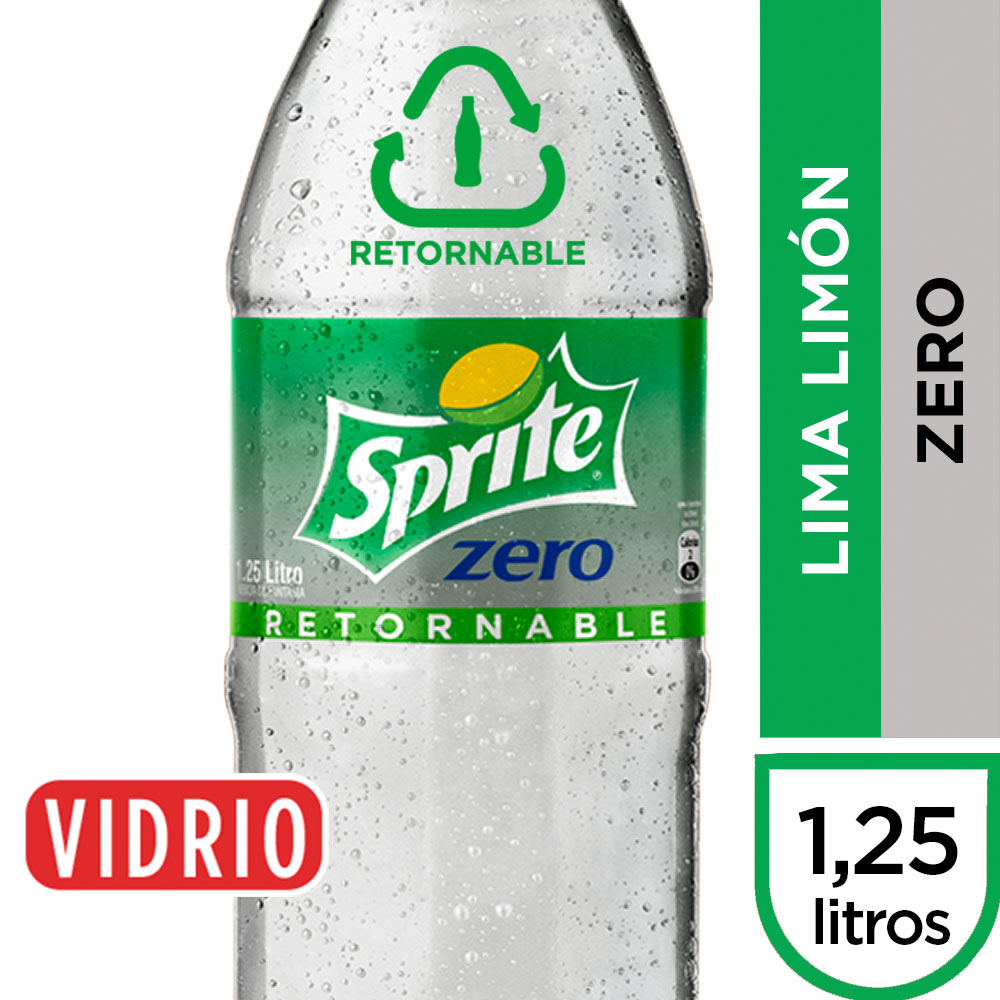 RETORNABLE
Sprite
zero
1.25 Litro
RETORNABLE
VIDRIO
LIMA LIMÓN
ZERO
1,25
litros